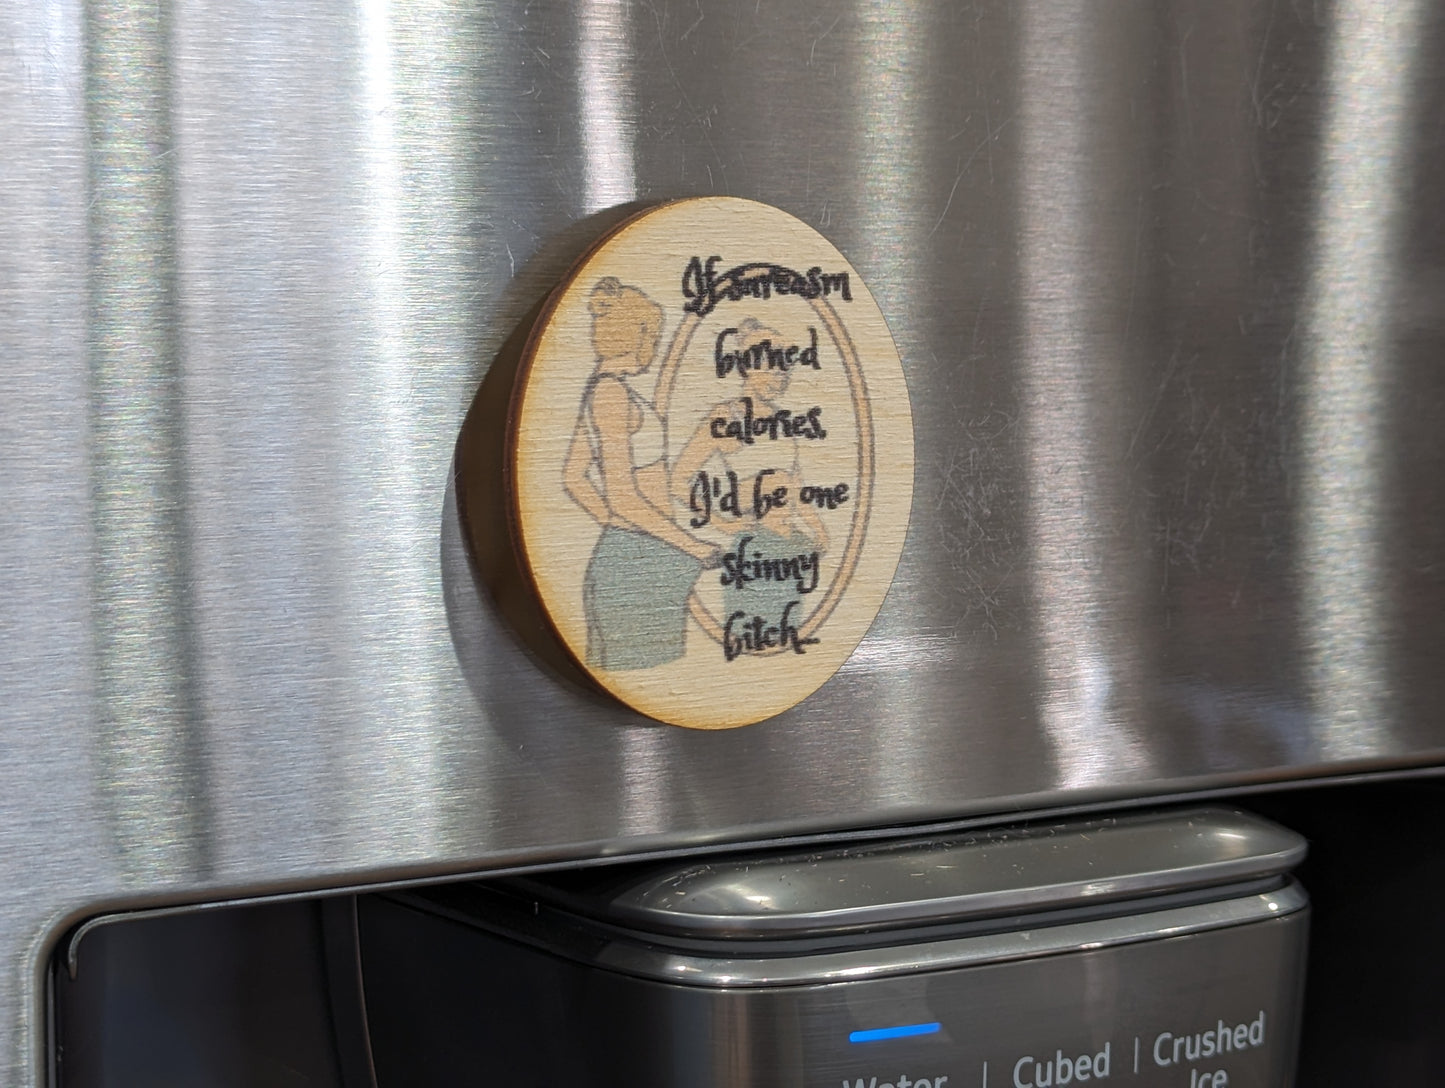 If sarcasm
burned
calories,
I'd be one
skinny
bitch...
Water | Cubed | Crushed
Ice